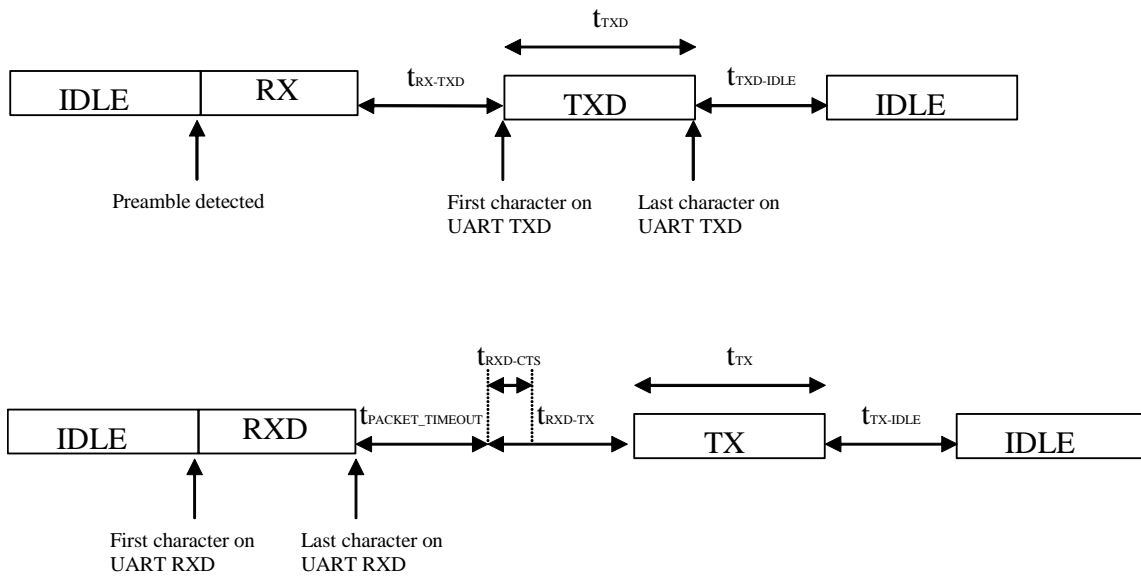 tTXD
IDLE RX tRX-TXD TXD tTXD-IDLE IDLE
Preamble detected
First character on
UART TXD
Last character on
UART TXD
tRXD-CTS
tTX
IDLE RXD tPACKET_TIMEOUT tRXD-TX TX tTX-IDLE IDLE
First character on
UART RXD
Last character on
UART RXD